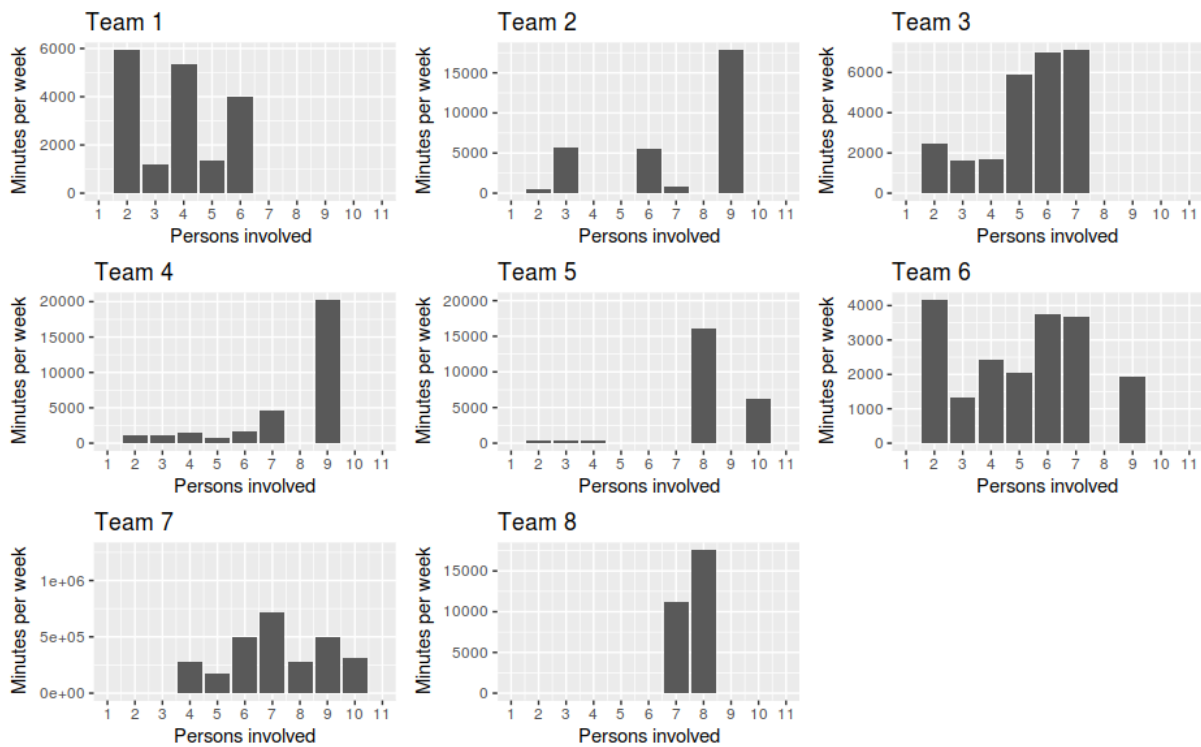 Team 1
Minutes per week
6000
4000
2000
0
1 2 3 4 5 6 7 8 9 10 11
Persons involved
Team 2
Minutes per week
15000
10000
5000
0
1 2 3 4 5 6 7 8 9 10 11
Persons involved
Team 3
Minutes per week
6000
4000
2000
0
1 2 3 4 5 6 7 8 9 10 11
Persons involved
Team 4
Minutes per week
20000
15000
10000
5000
0
1 2 3 4 5 6 7 8 9 10 11
Persons involved
Team 5
Minutes per week
20000
15000
10000
5000
0
1 2 3 4 5 6 7 8 9 10 11
Persons involved
Team 6
Minutes per week
4000
3000
2000
1000
0
1 2 3 4 5 6 7 8 9 10 11
Persons involved
Team 7
Minutes per week
1e+06
5e+05
0e+00
1 2 3 4 5 6 7 8 9 10 11
Persons involved
Team 8
Minutes per week
15000
10000
5000
0
1 2 3 4 5 6 7 8 9 10 11
Persons involved